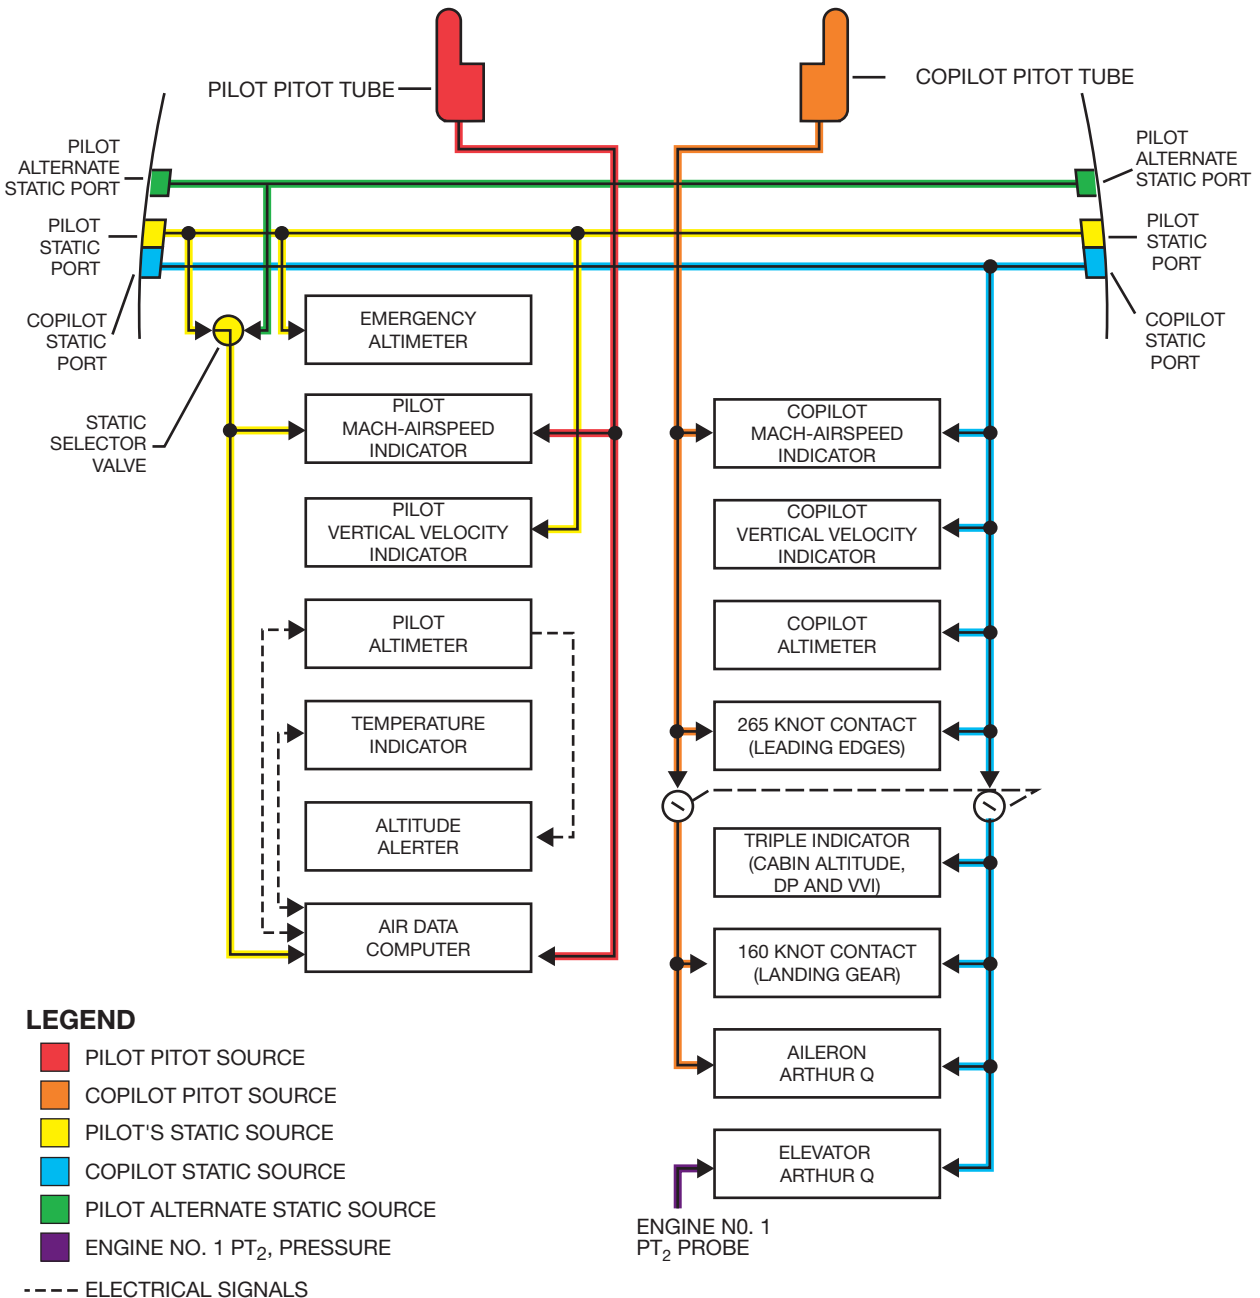 PILOT PITOT TUBE
COPILOT PITOT TUBE
PILOT
ALTERNATE
STATIC PORT
PILOT
STATIC
PORT
COPILOT
STATIC
PORT
STATIC
SELECTOR
VALVE
PILOT
ALTERNATE
STATIC PORT
PILOT
STATIC
PORT
COPILOT
STATIC
PORT
EMERGENCY
ALTIMETER
PILOT
MACH-AIRSPEED
INDICATOR
PILOT
VERTICAL VELOCITY
INDICATOR
PILOT
ALTIMETER
TEMPERATURE
INDICATOR
ALTITUDE
ALERTER
AIR DATA
COMPUTER
COPILOT
MACH-AIRSPEED
INDICATOR
COPILOT
VERTICAL VELOCITY
INDICATOR
COPILOT
ALTIMETER
265 KNOT CONTACT
(LEADING EDGES)
TRIPLE INDICATOR
(CABIN ALTITUDE,
DP AND VVI)
160 KNOT CONTACT
(LANDING GEAR)
AILERON
ARTHUR Q
ELEVATOR
ARTHUR Q
ENGINE N0. 1
PT2 PROBE
LEGEND
PILOT PITOT SOURCE
COPILOT PITOT SOURCE
PILOT'S STATIC SOURCE
COPILOT STATIC SOURCE
PILOT ALTERNATE STATIC SOURCE
ENGINE NO. 1 PT2, PRESSURE
ELECTRICAL SIGNALS